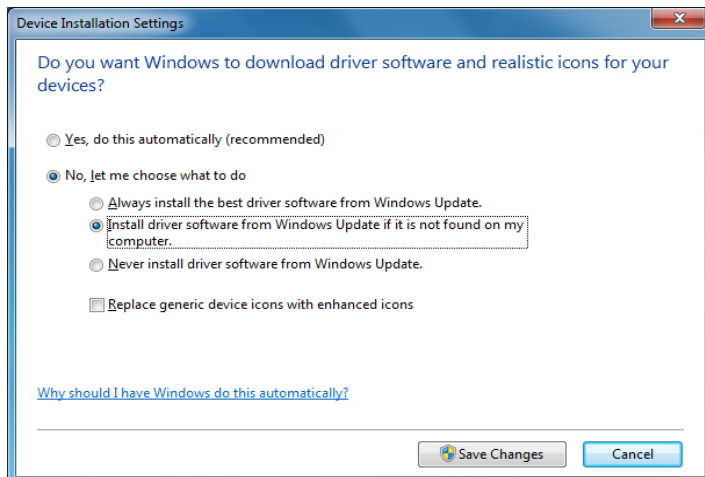 Device Installation Settings
Do you want Windows to download driver software and realistic icons for your
devices?
Yes, do this automatically (recommended)
No, let me choose what to do
Always install the best driver software from Windows Update.
Install driver software from Windows Update if it is not found on my
computer.
Never install driver software from Windows Update.
Replace generic device icons with enhanced icons
Why should I have Windows do this automatically?
Save Changes
Cancel